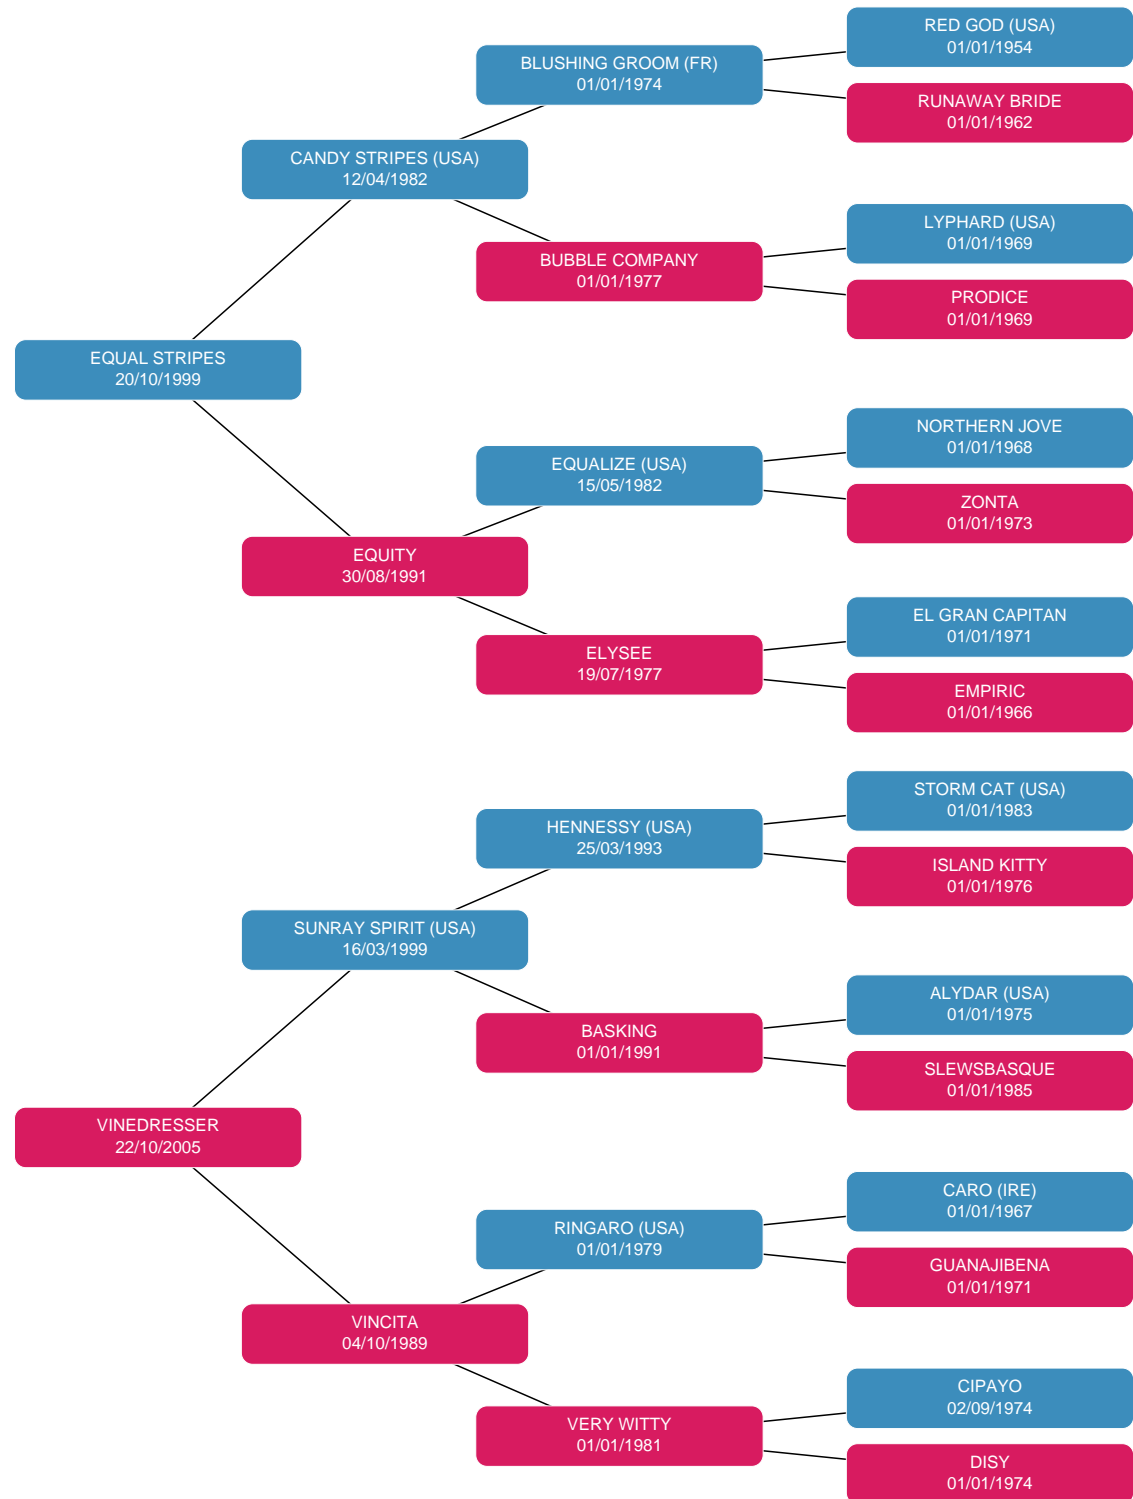 RED GOD (USA)
01/01/1954
BLUSHING GROOM (FR)
01/01/1974
RUNAWAY BRIDE
01/01/1962
CANDY STRIPES (USA)
12/04/1982
LYPHARD (USA)
01/01/1969
BUBBLE COMPANY
01/01/1977
PRODICE
01/01/1969
EQUAL STRIPES
20/10/1999
NORTHERN JOVE
01/01/1968
EQUALIZE (USA)
15/05/1982
ZONTA
01/01/1973
EQUITY
30/08/1991
EL GRAN CAPITAN
01/01/1971
ELYSEE
19/07/1977
EMPIRIC
01/01/1966
STORM CAT (USA)
01/01/1983
HENNESSY (USA)
25/03/1993
ISLAND KITTY
01/01/1976
SUNRAY SPIRIT (USA)
16/03/1999
ALYDAR (USA)
01/01/1975
BASKING
01/01/1991
SLEWSBASQUE
01/01/1985
VINEDRESSER
22/10/2005
CARO (IRE)
01/01/1967
RINGARO (USA)
01/01/1979
GUANAJIBENA
01/01/1971
VINCITA
04/10/1989
CIPAYO
02/09/1974
VERY WITTY
01/01/1981
DISY
01/01/1974